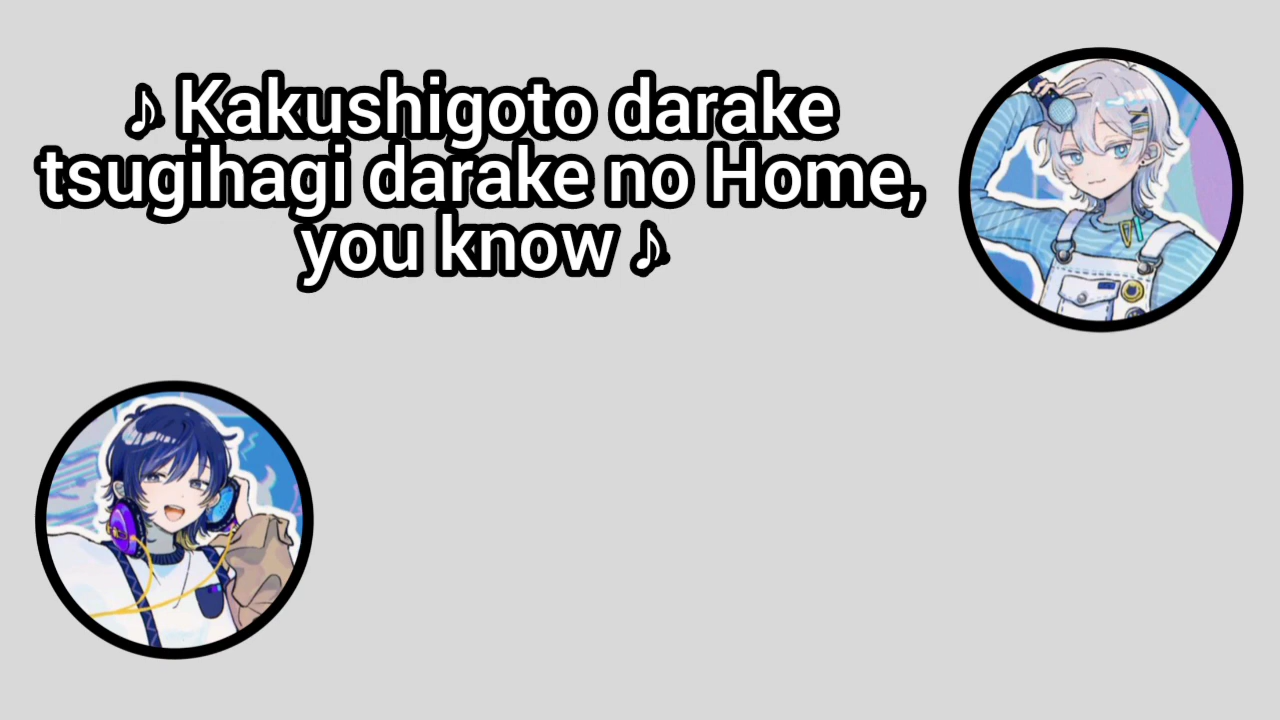 ♪ Kakushigoto darake
tsugihagi darake no Home,
you know ♪